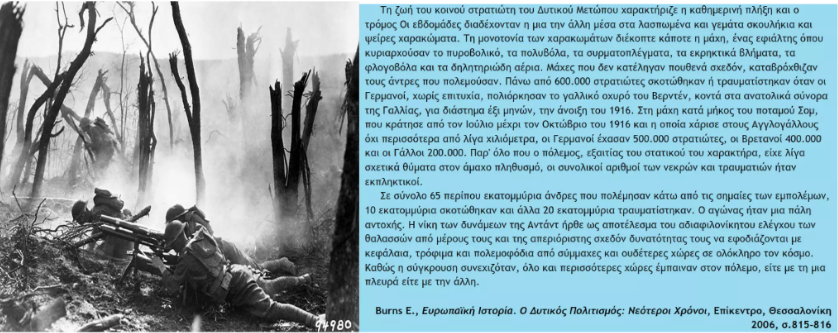 Τη ζωή του κοινού στρατιώτη του Δυτικού Μετώπου χαρακτήριζε η καθημερινή πλήξη και ο
τρόμος Οι εβδομάδες διαδέχονταν η μια την άλλη μέσα στα λασπωμένα και γεμάτα σκουλήκια και
ψείρες χαρακώματα. Τη μονοτονία των χαρακωμάτων διέκοπτε κάποτε η μάχη, ένας εφιάλτης όπου
κυριαρχούσαν το πυροβολικό, τα πολυβόλα, τα συρματοπλέγματα, τα εκρηκτικά βλήματα, τα
φλογοβόλα και τα δηλητηριώδη αέρια. Μάχες που δεν κατέληγαν πουθενά σχεδόν, καταβρόχθιζαν
τους άντρες που πολεμούσαν. Πάνω από 600.000 στρατιώτες σκοτώθηκαν ή τραυματίστηκαν όταν οι
Γερμανοί, χωρίς επιτυχία, πολιόρκησαν το γαλλικό οχυρό του Βερντέν, κοντά στα ανατολικά σύνορα
της Γαλλίας, για διάστημα έξι μηνών, την άνοιξη του 1916. Στη μάχη κατά μήκος του ποταμού Σομ,
που κράτησε από τον Ιούλιο μέχρι τον Οκτώβριο του 1916 και η οποία χάρισε στους Αγγλογάλλους
όχι περισσότερα από λίγα χιλιόμετρα, οι Γερμανοί έχασαν 500.000 στρατιώτες, οι Βρετανοί 400.000
και οι Γάλλοι 200.000. Παρ' όλο που ο πόλεμος, εξαιτίας του στατικού του χαρακτήρα, είχε λίγα
σχετικά θύματα στον άμαχο πληθυσμό, οι συνολικοί αριθμοί των νεκρών και τραυματιών ήταν
εκπληκτικοί.
Σε σύνολο 65 περίπου εκατομμύρια άνδρες που πολέμησαν κάτω από τις σημαίες των εμπολέμων,
10 εκατομμύρια σκοτώθηκαν και άλλα 20 εκατομμύρια τραυματίστηκαν. Ο αγώνας ήταν μια πάλη
αντοχής. Η νίκη των δυνάμεων της Αντάντ ήρθε ως αποτέλεσμα του αδιαφιλονίκητου ελέγχου των
θαλασσών από μέρους τους και της απεριόριστης σχεδόν δυνατότητας τους να εφοδιάζονται με
κεφάλαια, τρόφιμα και πολεμοφόδια από σύμμαχες και ουδέτερες χώρες σε ολόκληρο τον κόσμο.
Καθώς η σύγκρουση συνεχιζόταν, όλο και περισσότερες χώρες έμπαιναν στον πόλεμο, είτε με τη μια
πλευρά είτε με την άλλη.
Burns E., Ευρωπαϊκή Ιστορία. Ο Δυτικός Πολιτισμός: Νεότεροι Χρόνοι, Επίκεντρο, Θεσσαλονίκη
2006, σ.815-816
94980